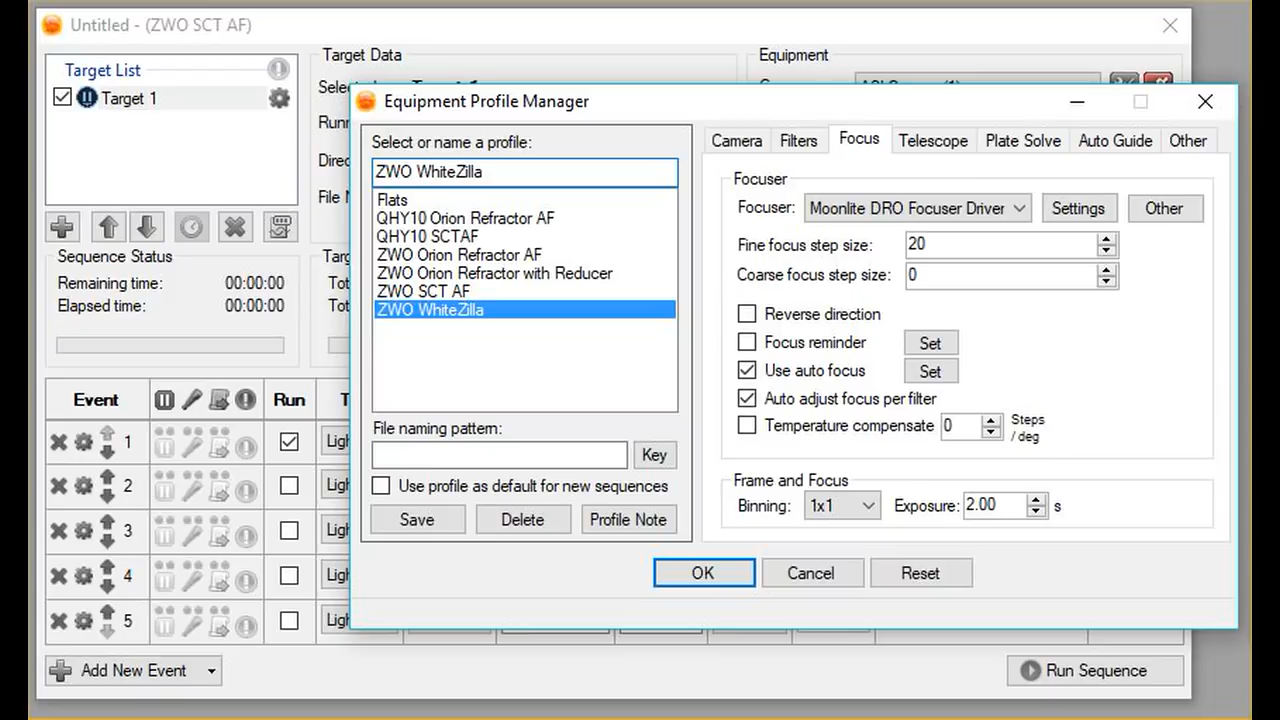 Untitled - (ZWO SCT AF)
Target List
Target 1
Target Data
Equipment
Equipment Profile Manager
Select or name a profile:
ZWO WhiteZilla
Flats
QHY10 Orion Refractor AF
QHY10 SCTAF
ZWO Orion Refractor AF
ZWO Orion Refractor with Reducer
ZWO SCT AF
ZWO WhiteZilla
File naming pattern:
Key
Use profile as default for new sequences
Save
Delete
Profile Note
Camera
Filters
Focus
Telescope
Plate Solve
Auto Guide
Other
Focuser
Focuser:
Moonlite DRO Focuser Driver
Settings
Other
Fine focus step size:
20
Coarse focus step size:
0
Reverse direction
Focus reminder
Set
Use auto focus
Set
Auto adjust focus per filter
Temperature compensate
0
Steps
/ deg
Frame and Focus
Binning:
1x1
Exposure:
2.00
s
OK
Cancel
Reset
Sequence Status
Remaining time:
00:00:00
Elapsed time:
00:00:00
Event
Run
1
2
3
4
5
Add New Event
Run Sequence